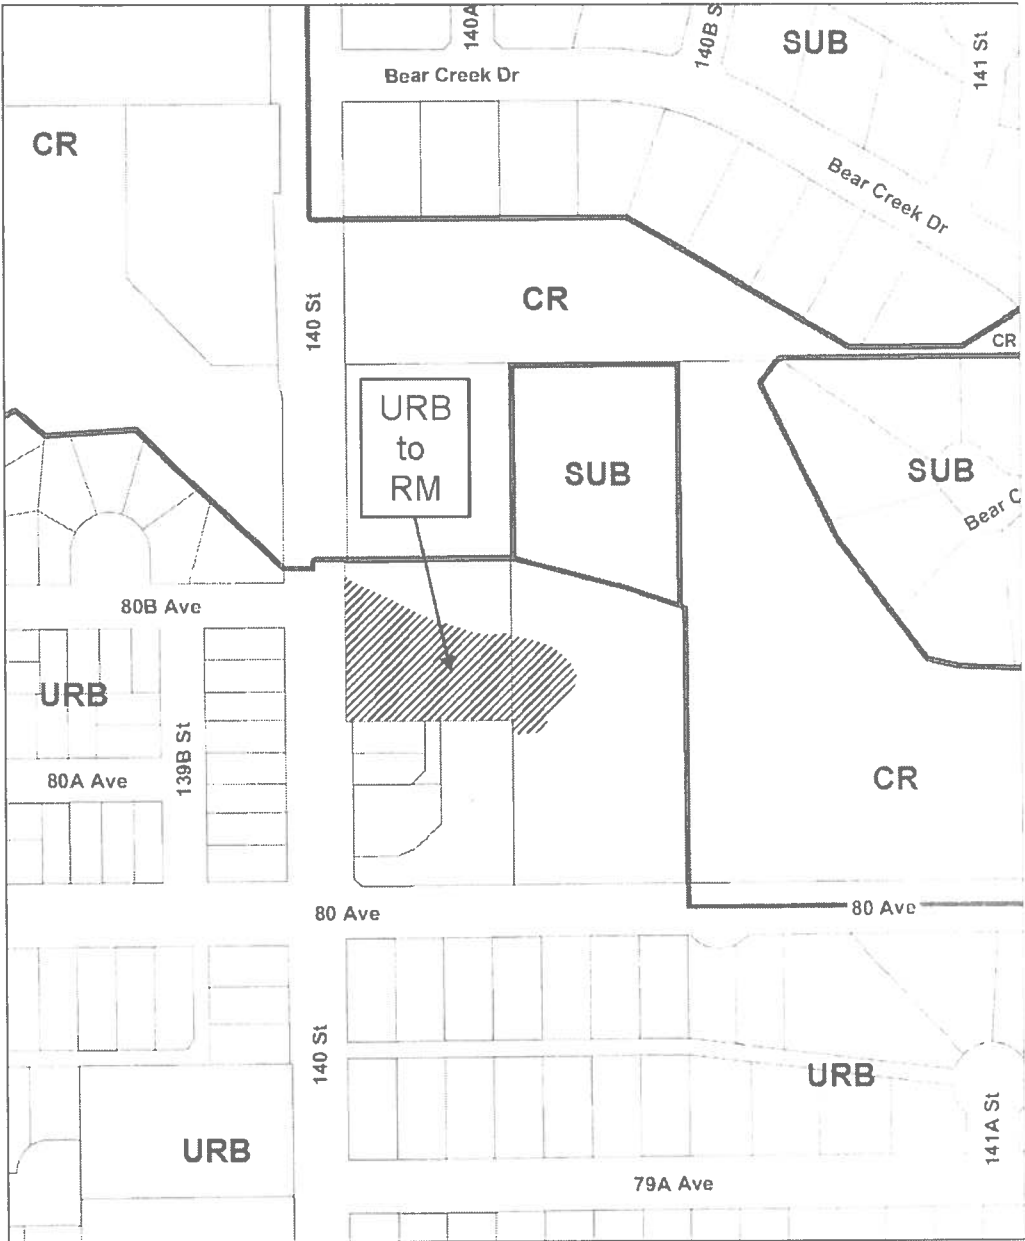 140A
140B S
SUB
141 St
Bear Creek Dr
CR
Bear Creek Dr
CR
140 St
CR
URB
to
RM
SUB
SUB
Bear C
80B Ave
URB
139B St
80A Ave
CR
80 Ave
80 Ave
140 St
URB
141A St
URB
79A Ave